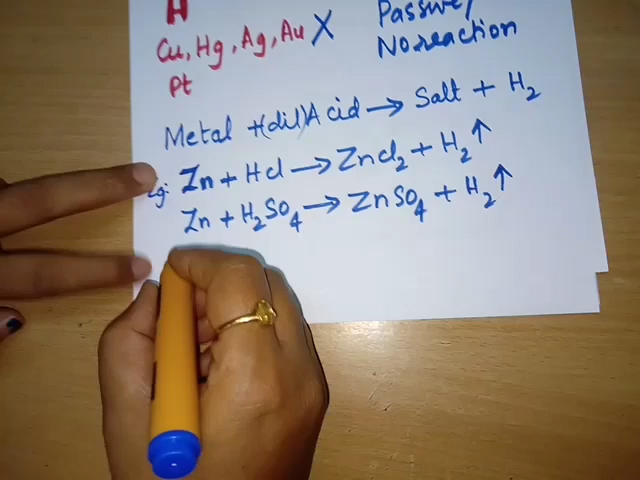 H
Cu, Hg, Ag, Au X
Pt
Passive/
No reaction
Metal +(dil)Acid → Salt + H2
Eg: Zn + HCl → ZnCl2 + H2↑
Zn + H2SO4 → ZnSO4 + H2↑